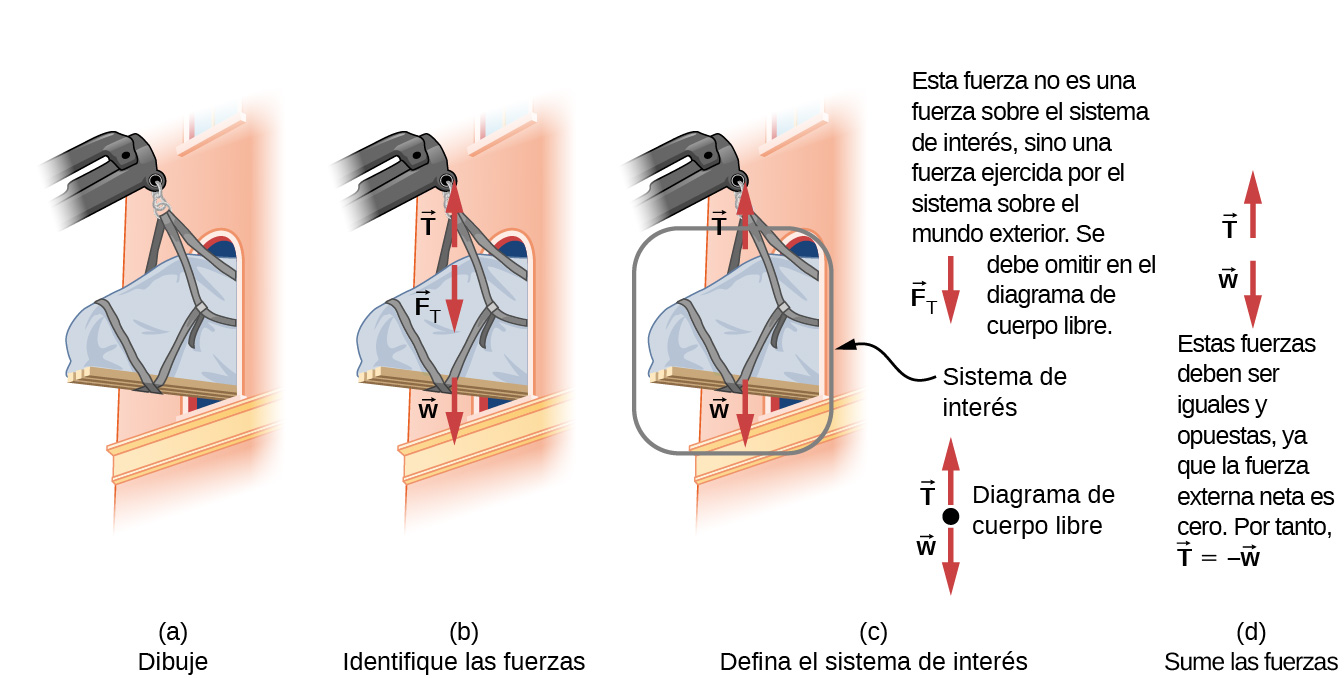 T⃗
F⃗T
w⃗
T⃗
w⃗
Esta fuerza no es una
fuerza sobre el sistema
de interés, sino una
fuerza ejercida por el
sistema sobre el
mundo exterior. Se
debe omitir en el
diagrama de
cuerpo libre.
F⃗T
Sistema de
interés
T⃗
w⃗
Diagrama de
cuerpo libre
T⃗
w⃗
Estas fuerzas
deben ser
iguales y
opuestas, ya
que la fuerza
externa neta es
cero. Por tanto,
T⃗ = –w⃗
(a)
Dibuje
(b)
Identifique las fuerzas
(c)
Defina el sistema de interés
(d)
Sume las fuerzas